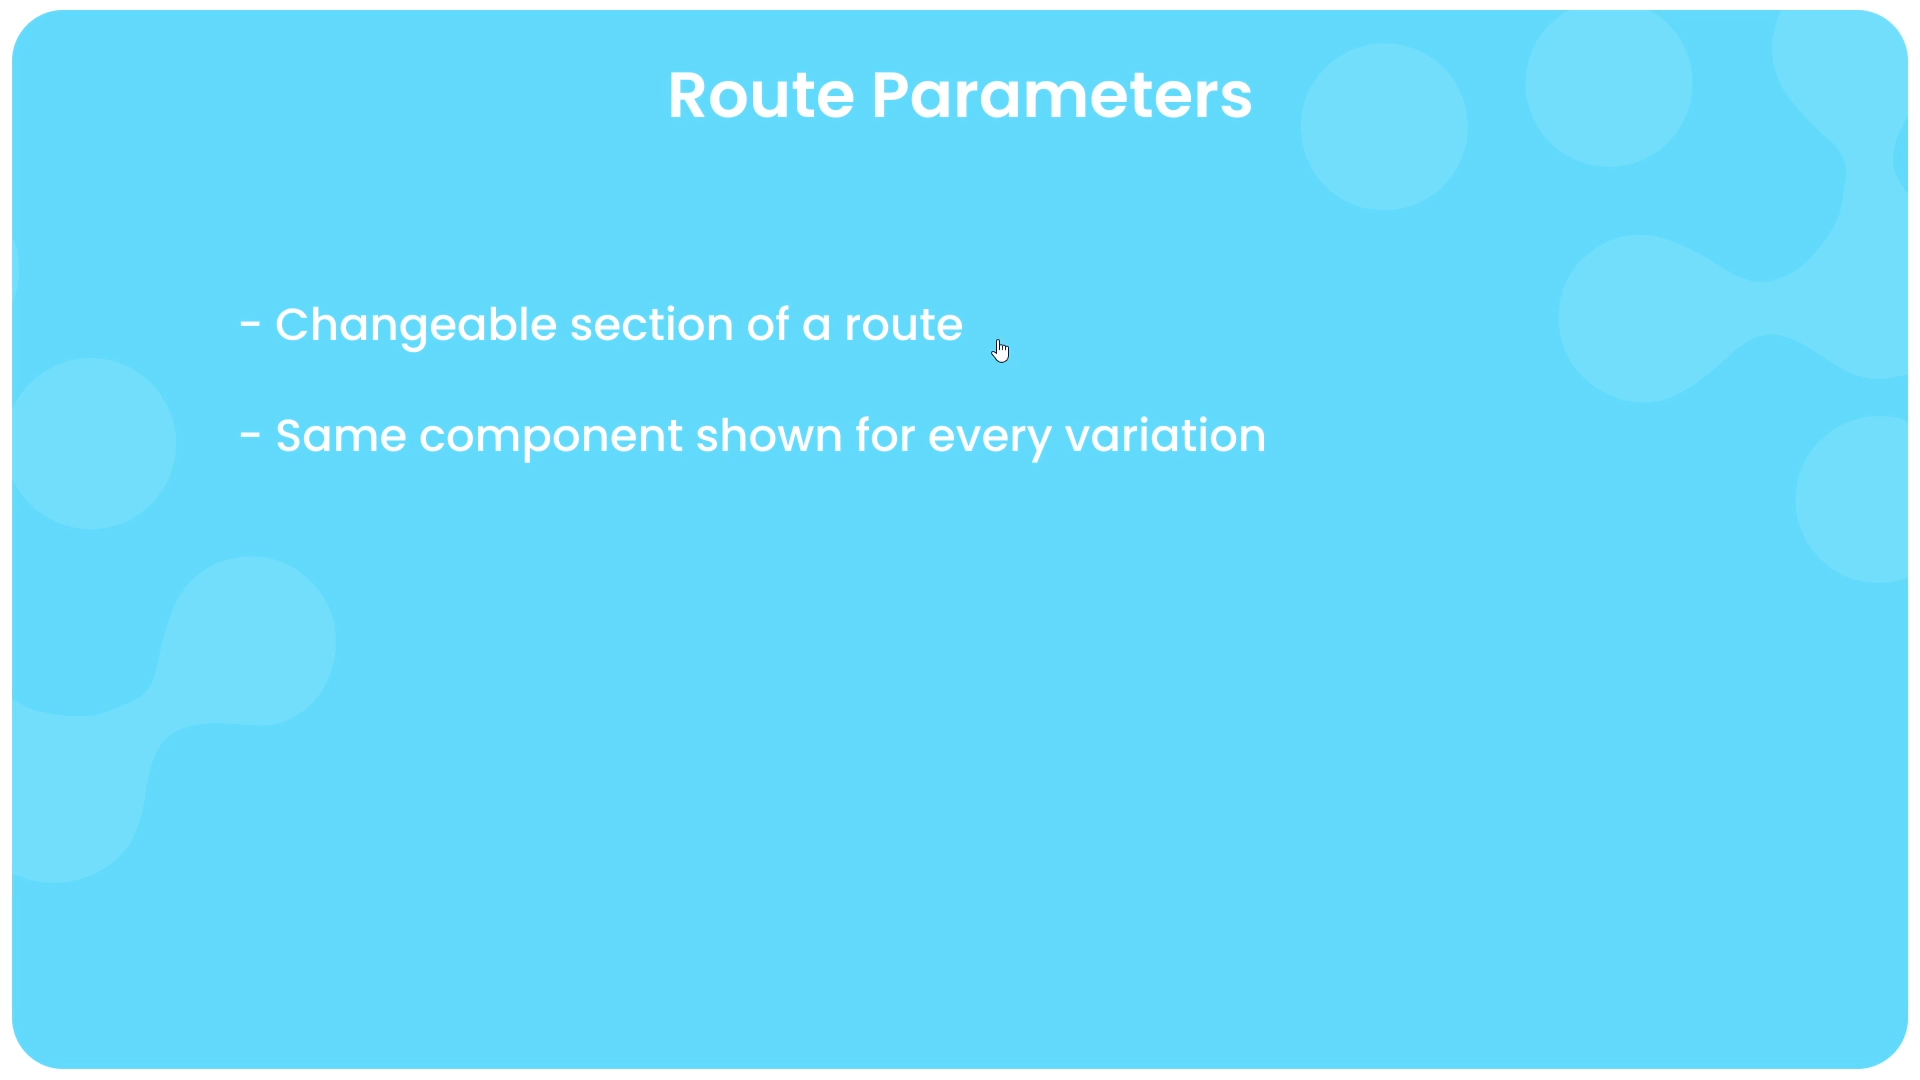 Route Parameters
- Changeable section of a route
- Same component shown for every variation